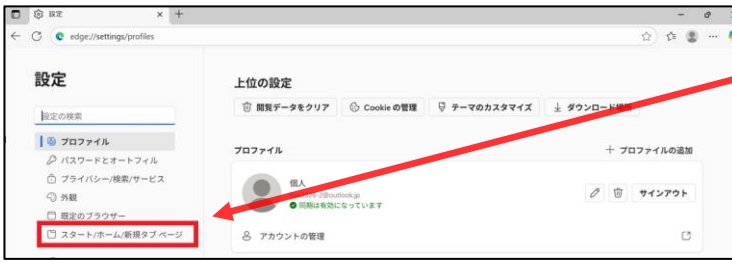 設定
edge://settings/profiles
設定
設定の検索
プロファイル
パスワードとオートフィル
プライバシー/検索/サービス
外観
既定のブラウザー
スタート/ホーム/新規タブ ページ
上位の設定
閲覧データをクリア Cookie の管理 テーマのカスタマイズ ダウンロード
プロファイル
プロファイルの追加
個人
@outlook.jp
同期は有効になっています
サインアウト
アカウントの管理